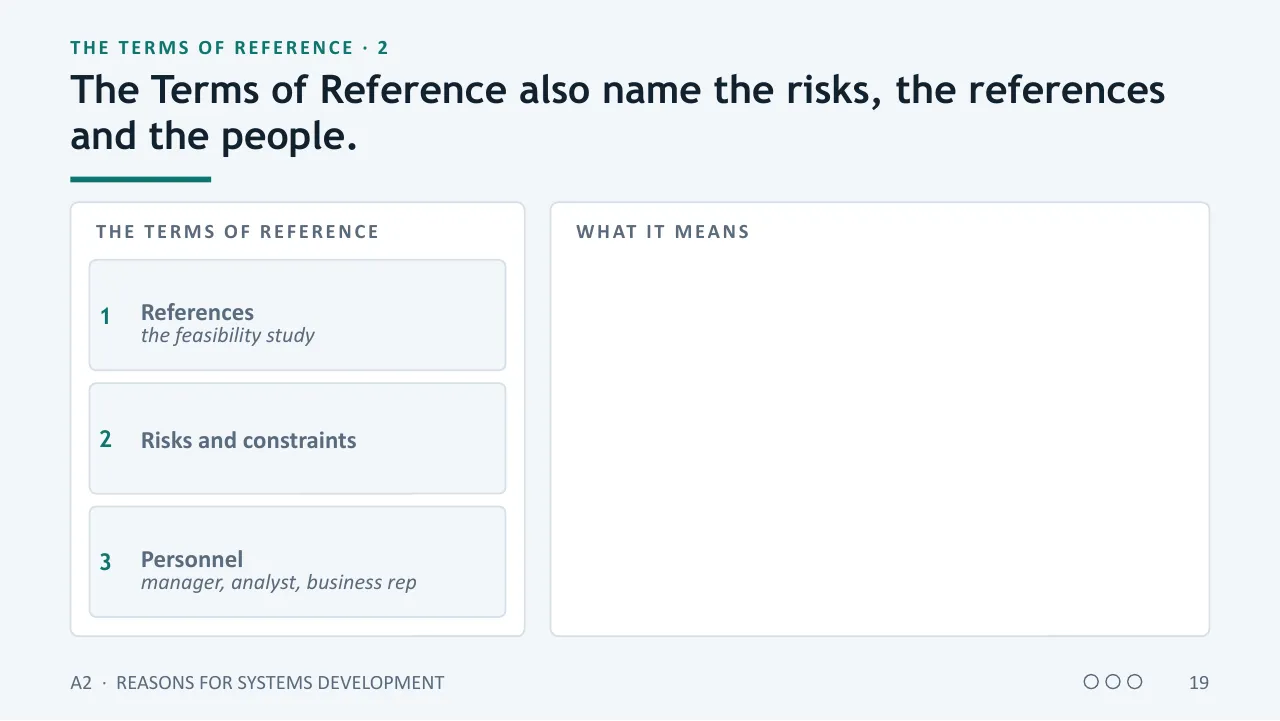 THE TERMS OF REFERENCE · 2
The Terms of Reference also name the risks, the references
and the people.
THE TERMS OF REFERENCE
1
References
the feasibility study
2
Risks and constraints
3
Personnel
manager, analyst, business rep
WHAT IT MEANS
A2 · REASONS FOR SYSTEMS DEVELOPMENT
19